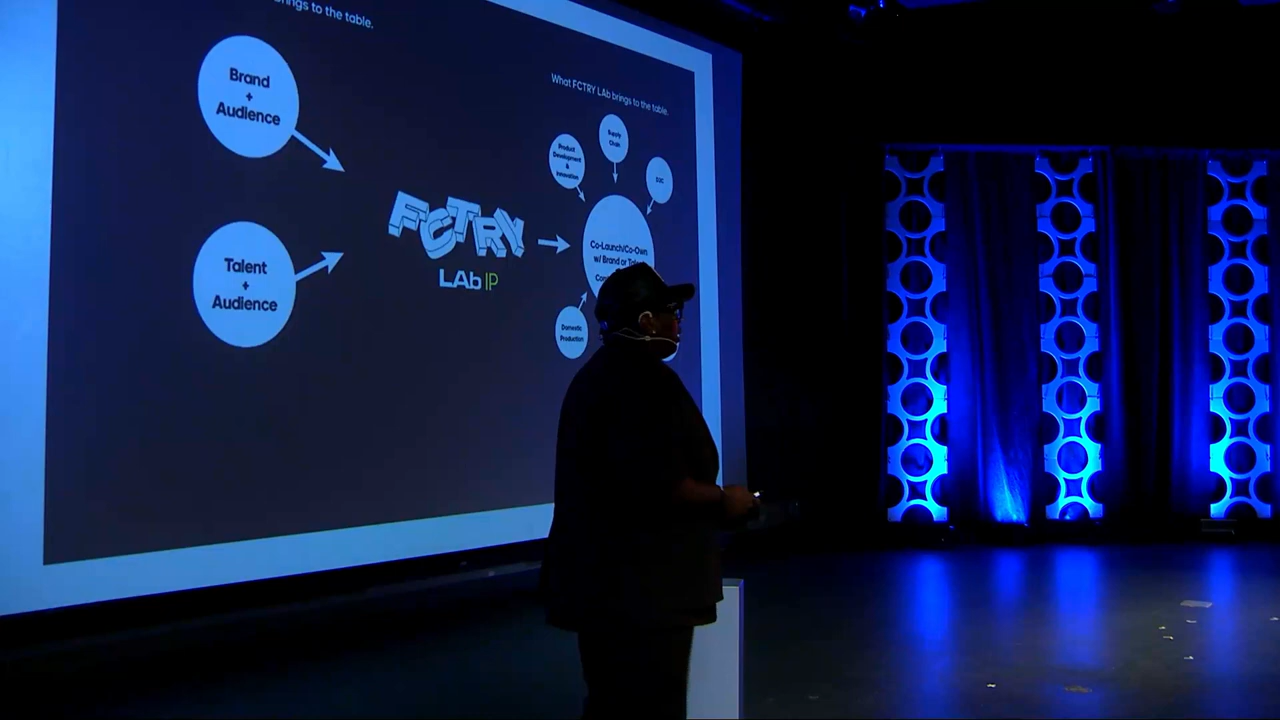 brings to the table.
Brand
+
Audience
Talent
+
Audience
FCTRY
LAb IP
What FCTRY LAb brings to the table.
Product
Development
&
Innovation
Supply
Chain
D2C
Co-Launch/Co-Own
w/ Brand or Talent
Domestic
Production